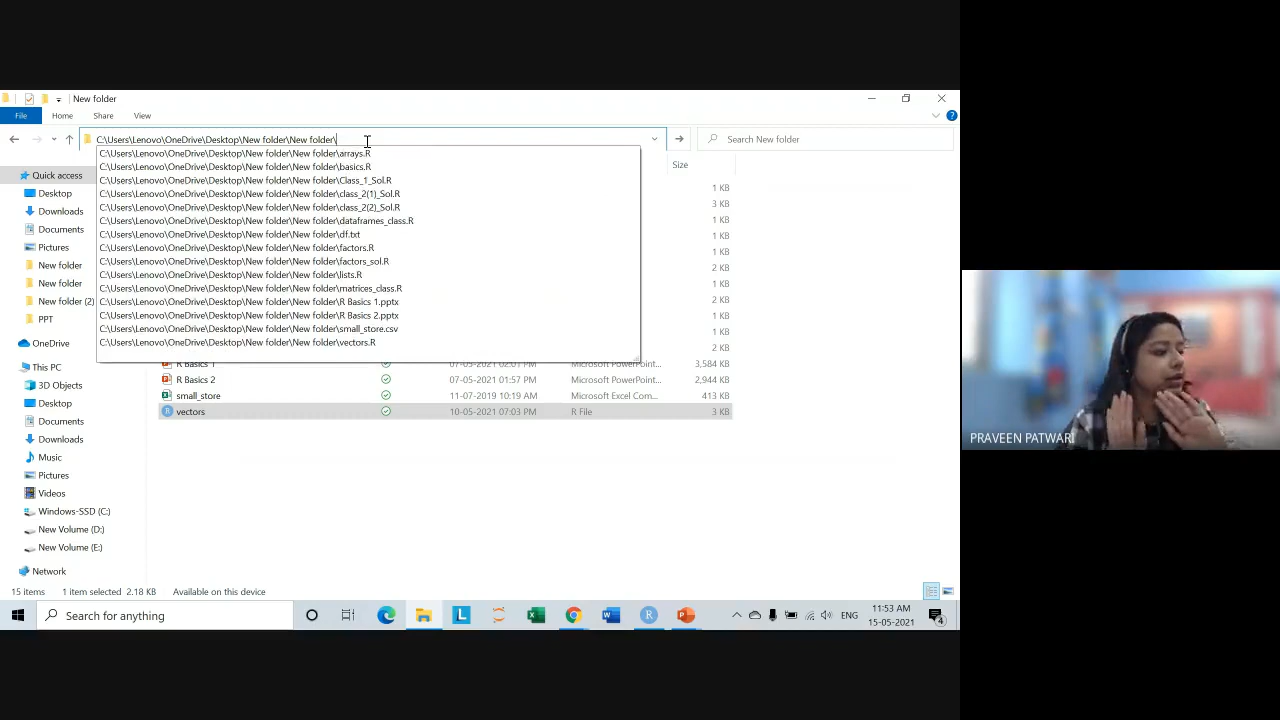 New folder
File
Home
Share
View
C:\Users\Lenovo\OneDrive\Desktop\New folder\New folder\
Search New folder
C:\Users\Lenovo\OneDrive\Desktop\New folder\New folder\arrays.R
C:\Users\Lenovo\OneDrive\Desktop\New folder\New folder\basics.R
C:\Users\Lenovo\OneDrive\Desktop\New folder\New folder\Class_1_Sol.R
C:\Users\Lenovo\OneDrive\Desktop\New folder\New folder\class_2(1)_Sol.R
C:\Users\Lenovo\OneDrive\Desktop\New folder\New folder\class_2(2)_Sol.R
C:\Users\Lenovo\OneDrive\Desktop\New folder\New folder\dataframes_class.R
C:\Users\Lenovo\OneDrive\Desktop\New folder\New folder\df.txt
C:\Users\Lenovo\OneDrive\Desktop\New folder\New folder\factors.R
C:\Users\Lenovo\OneDrive\Desktop\New folder\New folder\factors_sol.R
C:\Users\Lenovo\OneDrive\Desktop\New folder\New folder\lists.R
C:\Users\Lenovo\OneDrive\Desktop\New folder\New folder\matrices_class.R
C:\Users\Lenovo\OneDrive\Desktop\New folder\New folder\R Basics 1.pptx
C:\Users\Lenovo\OneDrive\Desktop\New folder\New folder\R Basics 2.pptx
C:\Users\Lenovo\OneDrive\Desktop\New folder\New folder\small_store.csv
C:\Users\Lenovo\OneDrive\Desktop\New folder\New folder\vectors.R
Quick access
Desktop
Downloads
Documents
Pictures
New folder
New folder
New folder (2)
PPT
OneDrive
This PC
3D Objects
Desktop
Documents
Downloads
Music
Pictures
Videos
Windows-SSD (C:)
New Volume (D:)
New Volume (E:)
Network
Size
1 KB
3 KB
1 KB
1 KB
1 KB
2 KB
1 KB
2 KB
1 KB
1 KB
2 KB
R Basics 1 07-05-2021 02:01 PM Microsoft PowerPoint... 3,584 KB
R Basics 2 07-05-2021 01:57 PM Microsoft PowerPoint... 2,944 KB
small_store 11-07-2019 10:19 AM Microsoft Excel Com... 413 KB
vectors 10-05-2021 07:03 PM R File 3 KB
15 items 1 item selected 2.18 KB Available on this device
Search for anything
ENG
11:53 AM
15-05-2021
4
PRAVEEN PATWARI